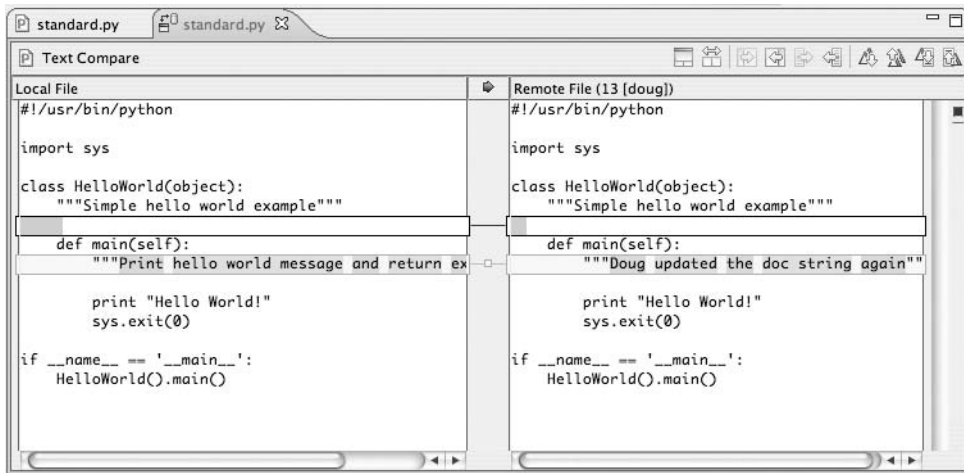 standard.py
standard.py
Text Compare
Local File
#!/usr/bin/python
import sys
class HelloWorld(object):
"""Simple hello world example"""
def main(self):
"""Print hello world message and return ex
print "Hello World!"
sys.exit(0)
if __name__ == '__main__':
HelloWorld().main()
Remote File (13 [doug])
#!/usr/bin/python
import sys
class HelloWorld(object):
"""Simple hello world example"""
def main(self):
"""Doug updated the doc string again""
print "Hello World!"
sys.exit(0)
if __name__ == '__main__':
HelloWorld().main()